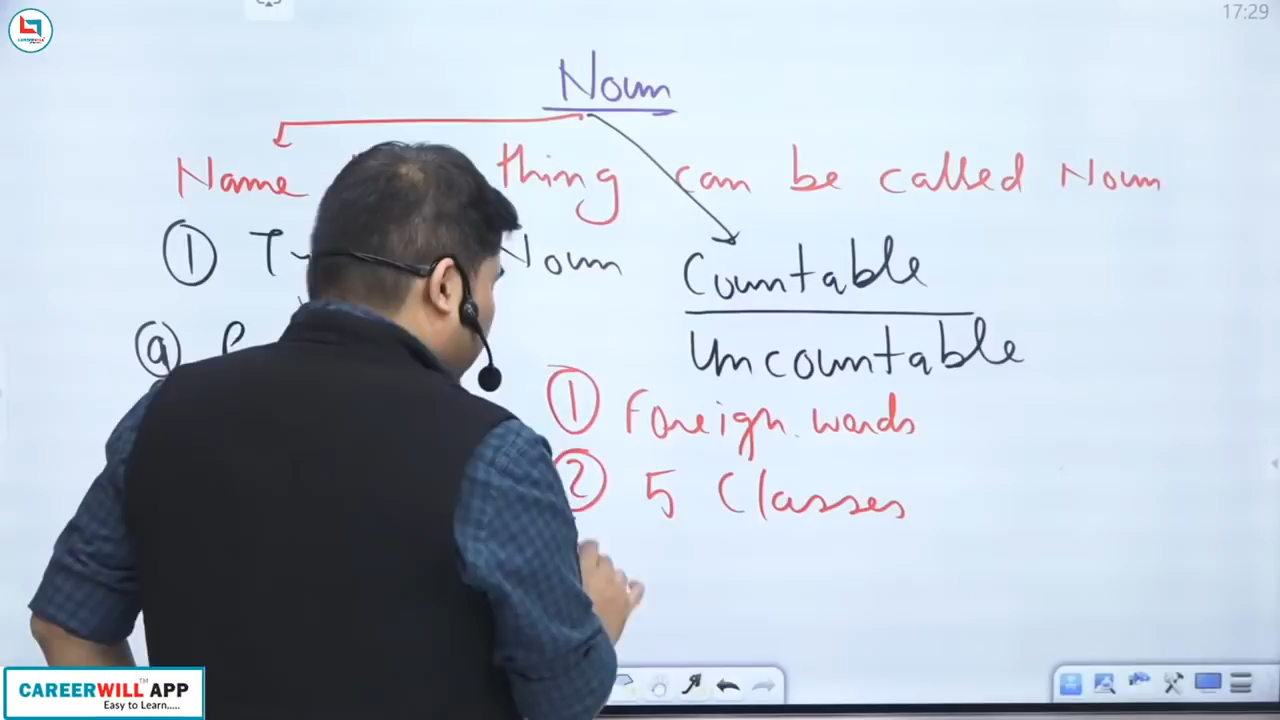 17:29
CAREERWILL
Noun
Name thing can be called Noun
① Noun
Countable
ⓐ
Uncountable
① Foreign words
② 5 Classes
CAREERWILL™ APP
Easy to Learn.....